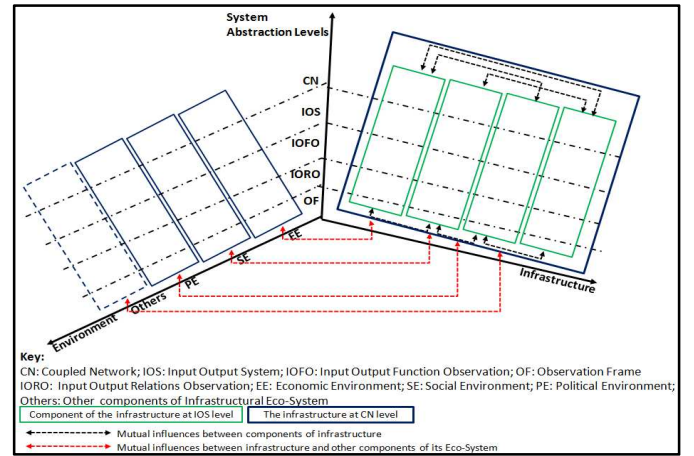 System
Abstraction Levels
CN
IOS
IOFO
IORO
OF
EE
SE
PE
Others
Environment
Infrastructure
Key:
CN: Coupled Network; IOS: Input Output System; IOFO: Input Output Function Observation; OF: Observation Frame
IORO: Input Output Relations Observation; EE: Economic Environment; SE: Social Environment; PE: Political Environment;
Others: Other components of Infrastructural Eco-System
Component of the infrastructure at IOS level
The infrastructure at CN level
Mutual influences between components of infrastructure
Mutual influences between infrastructure and other components of its Eco-System